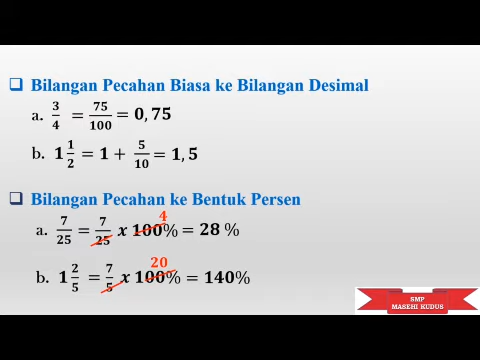 ❑ Bilangan Pecahan Biasa ke Bilangan Desimal
a. 3/4 = 75/100 = 0,75
b. 1 1/2 = 1 + 5/10 = 1,5
❑ Bilangan Pecahan ke Bentuk Persen
4
a. 7/25 = 7/25 x 100% = 28 %
20
b. 1 2/5 = 7/5 x 100% = 140%
SMP
MASEHI KUDUS